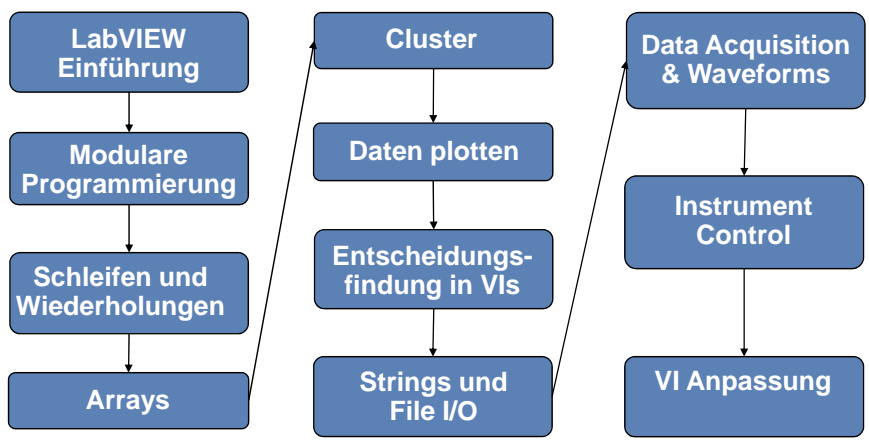 LabVIEW
Einführung
Modulare
Programmierung
Schleifen und
Wiederholungen
Arrays
Cluster
Daten plotten
Entscheidungs-
findung in VIs
Strings und
File I/O
Data Acquisition
& Waveforms
Instrument
Control
VI Anpassung